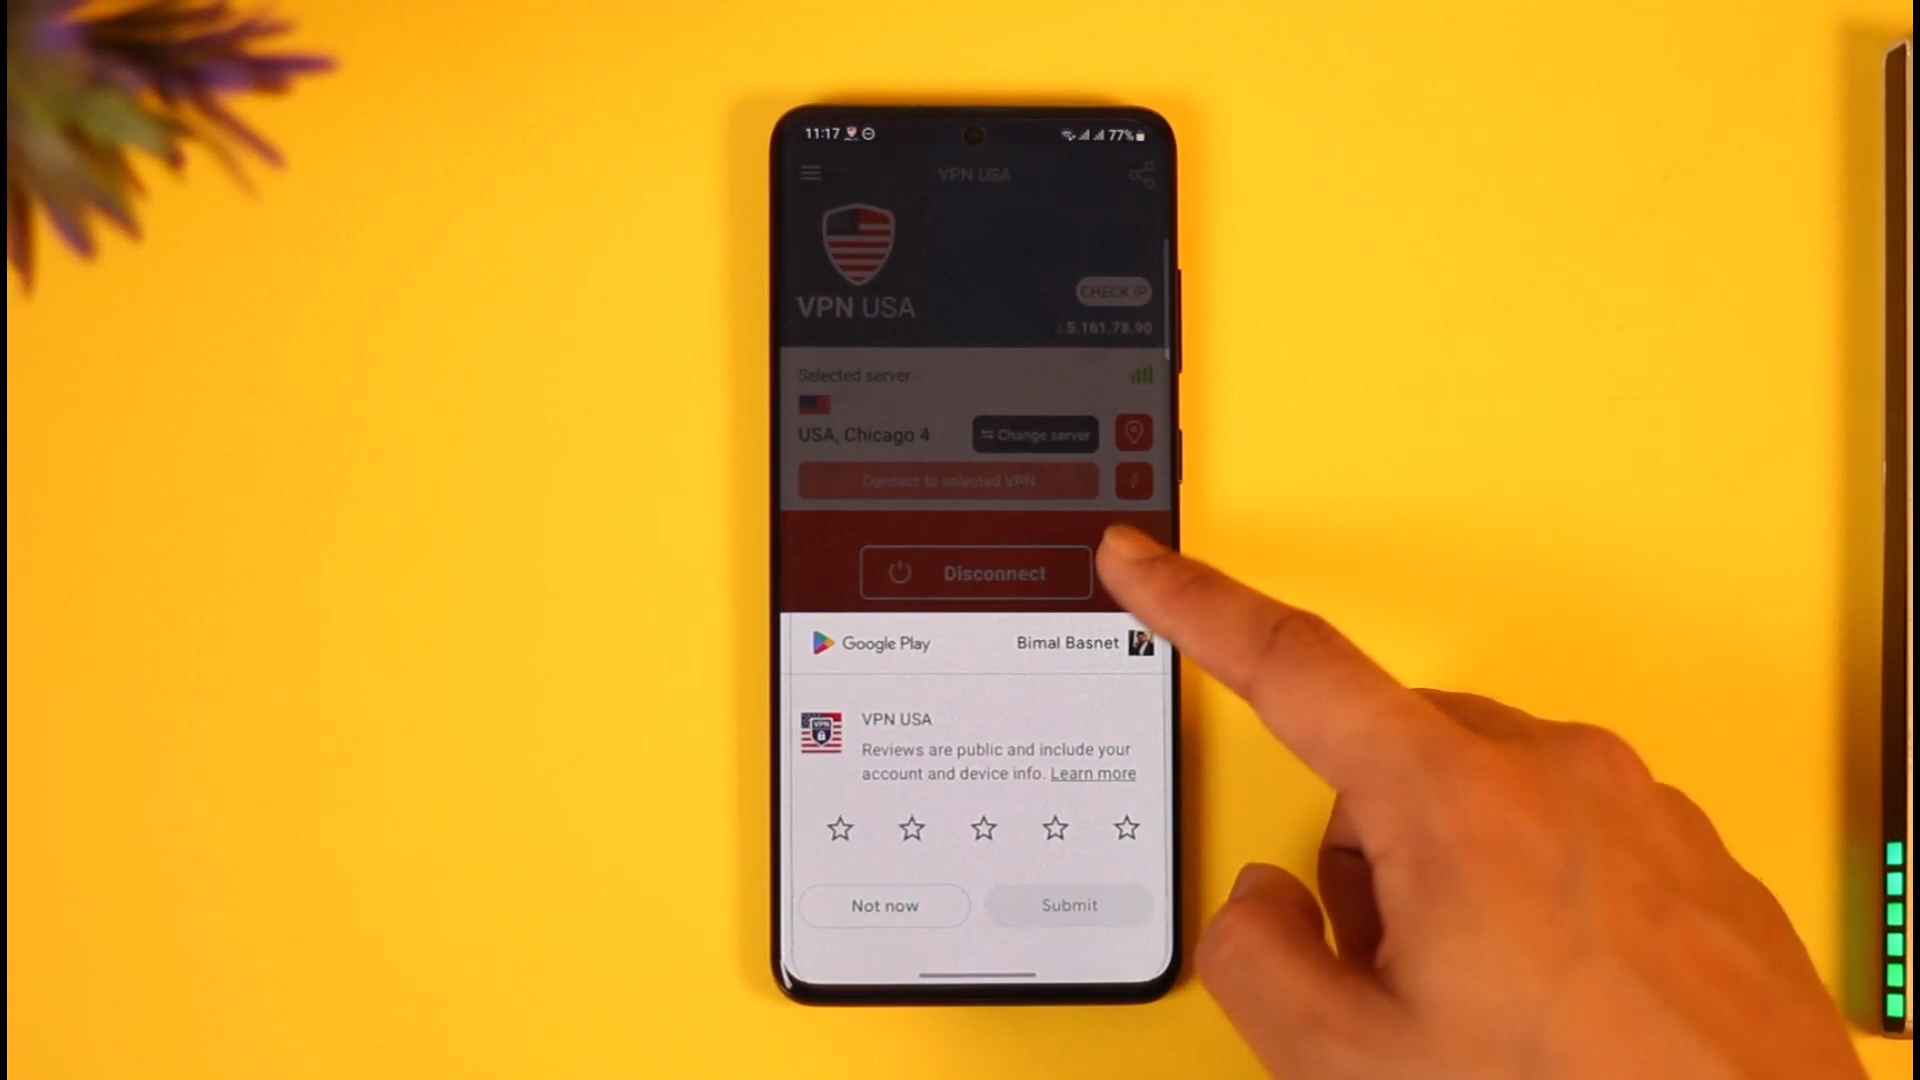 11:17
77%
VPN USA
VPN USA
CHECK IP
: 5.161.78.90
Selected server:
USA, Chicago 4
Change server
Connect to selected VPN
Disconnect
Google Play
Bimal Basnet
VPN USA
Reviews are public and include your
account and device info. Learn more
Not now
Submit